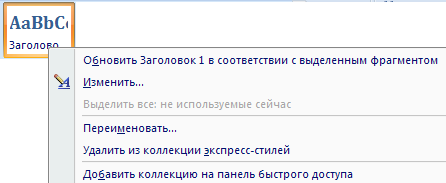 AaBbCc
Заголово
Обновить Заголовок 1 в соответствии с выделенным фрагментом
Изменить...
Выделить все: не используемые сейчас
Переименовать...
Удалить из коллекции экспресс-стилей
Добавить коллекцию на панель быстрого доступа